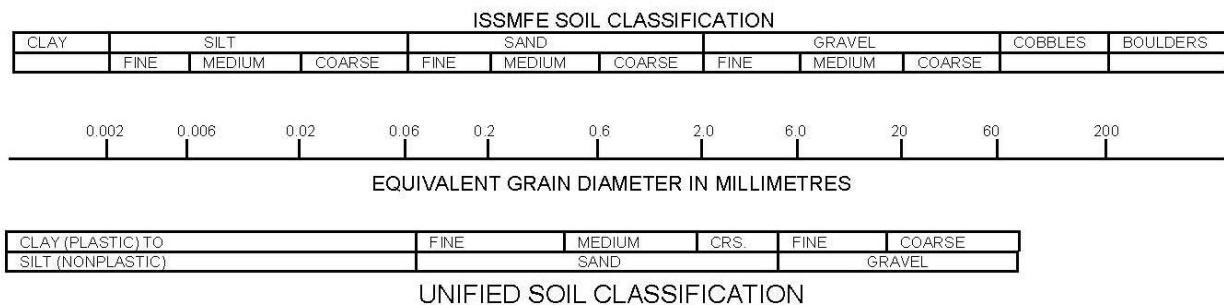 ISSMFE SOIL CLASSIFICATION
CLAY SILT SAND GRAVEL COBBLES BOULDERS
FINE MEDIUM COARSE FINE MEDIUM COARSE FINE MEDIUM COARSE
0.002 0.006 0.02 0.06 0.2 0.6 2.0 6.0 20 60 200
EQUIVALENT GRAIN DIAMETER IN MILLIMETRES
CLAY (PLASTIC) TO FINE MEDIUM CRS. FINE COARSE
SILT (NONPLASTIC) SAND GRAVEL
UNIFIED SOIL CLASSIFICATION